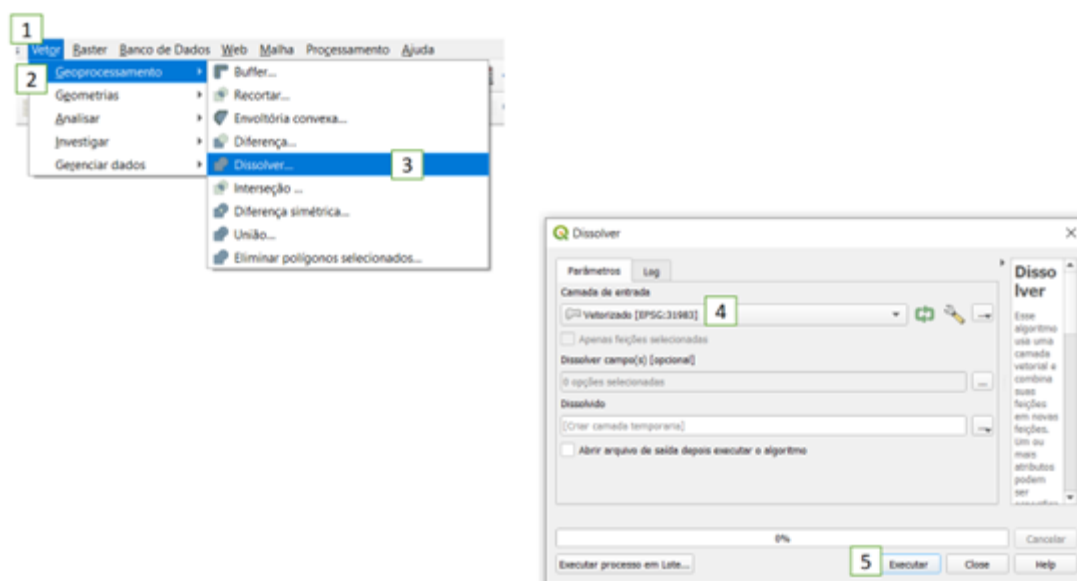 1
Vetor Raster Banco de Dados Web Malha Processamento Ajuda
2
Geoprocessamento
Geometrias
Analisar
Investigar
Gerenciar dados
Buffer...
Recortar...
Envoltória convexa...
Diferença...
Dissolver...
3
Interseção ...
Diferença simétrica...
União...
Eliminar polígonos selecionados...
Dissolver
Parâmetros Log
Camada de entrada
Vetorizado [EPSG:31983]
4
Apenas feições selecionadas
Dissolver campo(s) [opcional]
0 opções selecionadas
...
Dissolvido
[Criar camada temporaria]
...
Abrir arquivo de saída depois executar o algoritmo
Disso
lver
Esse
algoritmo
usa uma
camada
vetorial e
combina
suas
feições
em novas
feições.
Um ou
mais
atributos
podem
ser
0%
Cancelar
Executar processo em Lote...
5
Executar
Close
Help